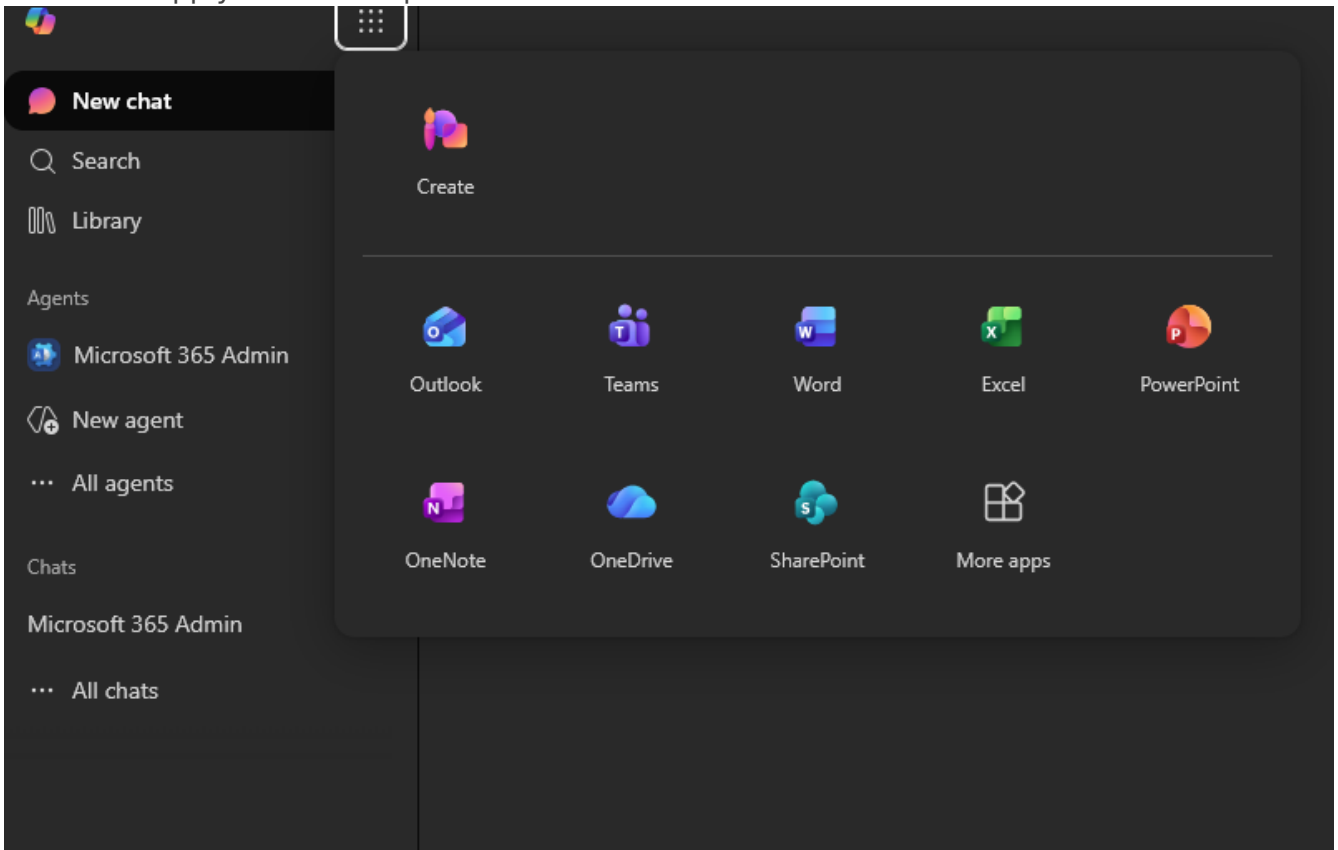 New chat
Search
Library
Agents
Microsoft 365 Admin
New agent
All agents
Chats
Microsoft 365 Admin
All chats
Create
Outlook Teams Word Excel PowerPoint
OneNote OneDrive SharePoint More apps